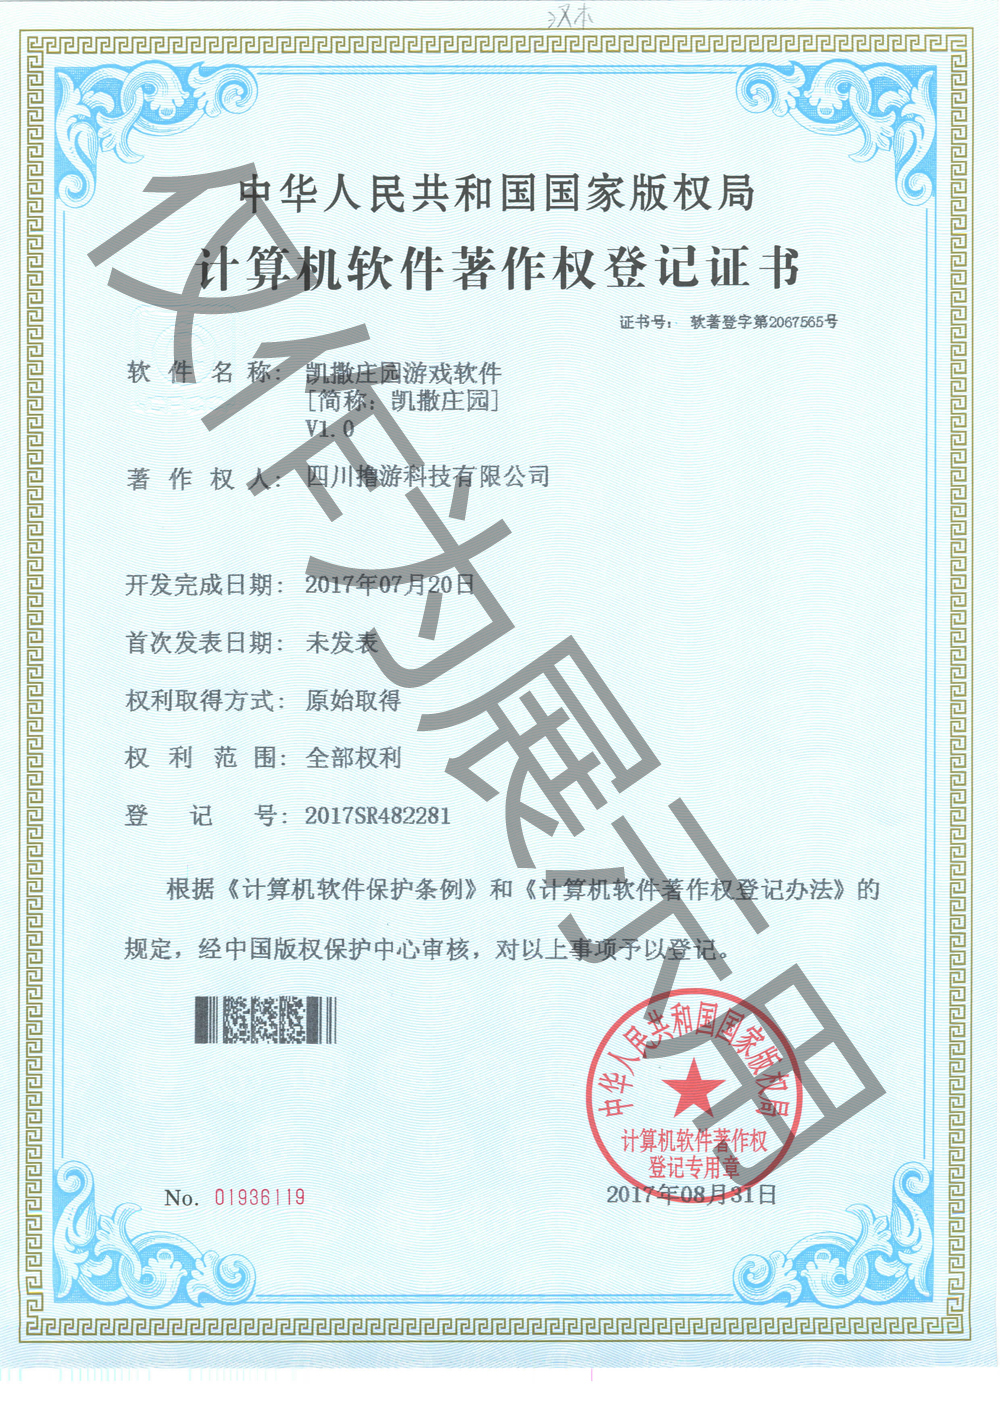 汉本
中华人民共和国国家版权局
计算机软件著作权登记证书
证书号: 软著登字第2067565号
软件名称: 凯撒庄园游戏软件
[简称:凯撒庄园]
V1.0
著作权人: 四川撸游科技有限公司
开发完成日期: 2017年07月20日
首次发表日期: 未发表
权利取得方式: 原始取得
权利范围: 全部权利
登记号: 2017SR482281
根据《计算机软件保护条例》和《计算机软件著作权登记办法》的
规定,经中国版权保护中心审核,对以上事项予以登记。
中华人民共和国国家版权局
计算机软件著作权
登记专用章
No. 01936119
2017年08月31日
仅作为展示用